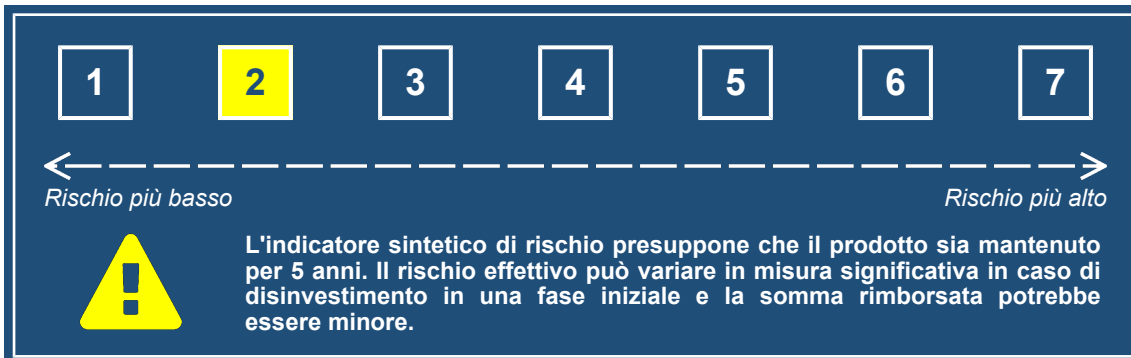 1 2 3 4 5 6 7
Rischio più basso Rischio più alto
L'indicatore sintetico di rischio presuppone che il prodotto sia mantenuto
per 5 anni. Il rischio effettivo può variare in misura significativa in caso di
disinvestimento in una fase iniziale e la somma rimborsata potrebbe
essere minore.